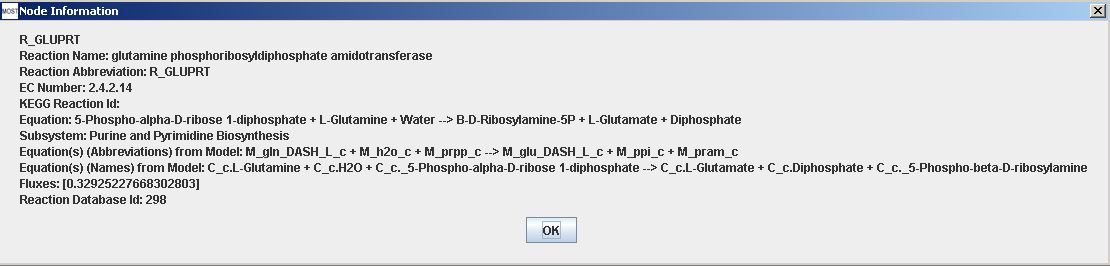 MOST Node Information
R_GLUPRT
Reaction Name: glutamine phosphoribosyldiphosphate amidotransferase
Reaction Abbreviation: R_GLUPRT
EC Number: 2.4.2.14
KEGG Reaction Id:
Equation: 5-Phospho-alpha-D-ribose 1-diphosphate + L-Glutamine + Water --> B-D-Ribosylamine-5P + L-Glutamate + Diphosphate
Subsystem: Purine and Pyrimidine Biosynthesis
Equation(s) (Abbreviations) from Model: M_gln_DASH_L_c + M_h2o_c + M_prpp_c --> M_glu_DASH_L_c + M_ppi_c + M_pram_c
Equation(s) (Names) from Model: C_c.L-Glutamine + C_c.H2O + C_c._5-Phospho-alpha-D-ribose 1-diphosphate --> C_c.L-Glutamate + C_c.Diphosphate + C_c._5-Phospho-beta-D-ribosylamine
Fluxes: [0.32925227668302803]
Reaction Database Id: 298
OK